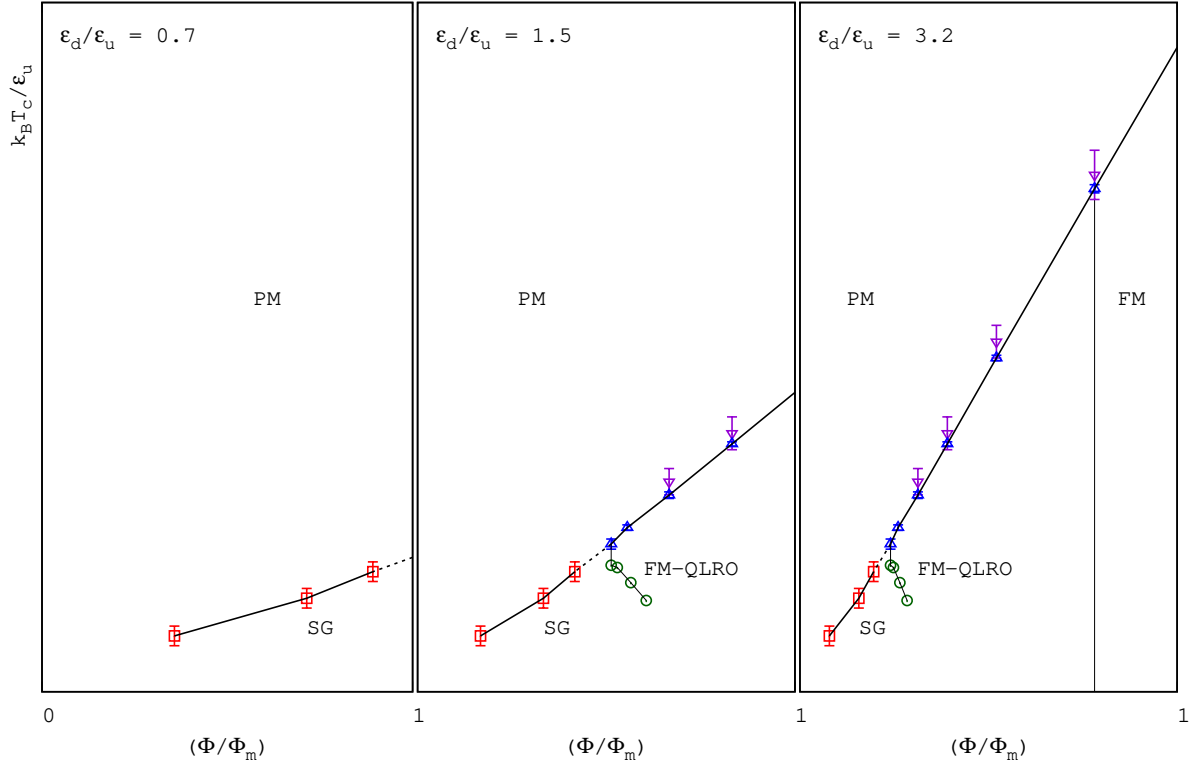 ε_d/ε_u = 0.7
ε_d/ε_u = 1.5
ε_d/ε_u = 3.2
k_B T_c/ε_u
PM
PM
PM
FM
FM−QLRO
FM−QLRO
SG
SG
SG
0
1
1
1
(Φ/Φ_m)
(Φ/Φ_m)
(Φ/Φ_m)